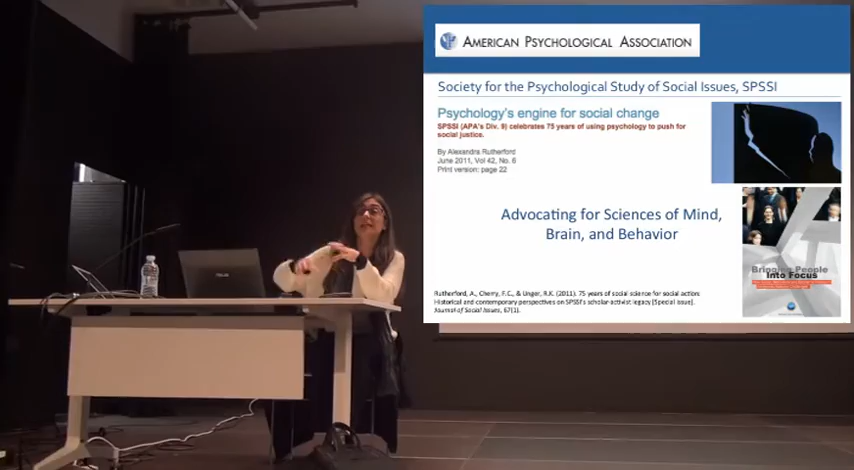 AMERICAN PSYCHOLOGICAL ASSOCIATION
Society for the Psychological Study of Social Issues, SPSSI
Psychology's engine for social change
SPSSI (APA's Div. 9) celebrates 75 years of using psychology to push for
social justice.
By Alexandra Rutherford
June 2011, Vol 42, No. 6
Print version: page 22
Advocating for Sciences of Mind,
Brain, and Behavior
Bringing People
Into Focus
Rutherford, A., Cherry, F.C., & Unger, R.K. (2011). 75 years of social science for social action:
Historical and contemporary perspectives on SPSSI's scholar-activist legacy [Special issue].
Journal of Social Issues, 67(1).
ASUS